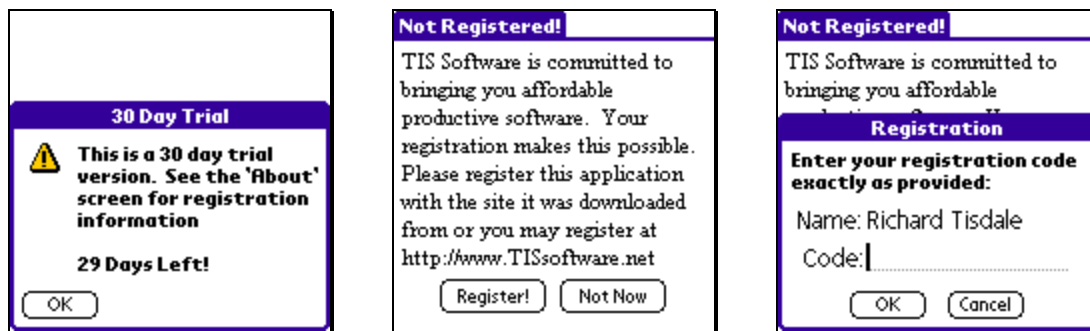 30 Day Trial
This is a 30 day trial
version. See the 'About'
screen for registration
information
29 Days Left!
OK
Not Registered!
TIS Software is committed to
bringing you affordable
productive software. Your
registration makes this possible.
Please register this application
with the site it was downloaded
from or you may register at
http://www.TISsoftware.net
Register! Not Now
Not Registered!
TIS Software is committed to
bringing you affordable
Registration
Enter your registration code
exactly as provided:
Name: Richard Tisdale
Code:
OK Cancel